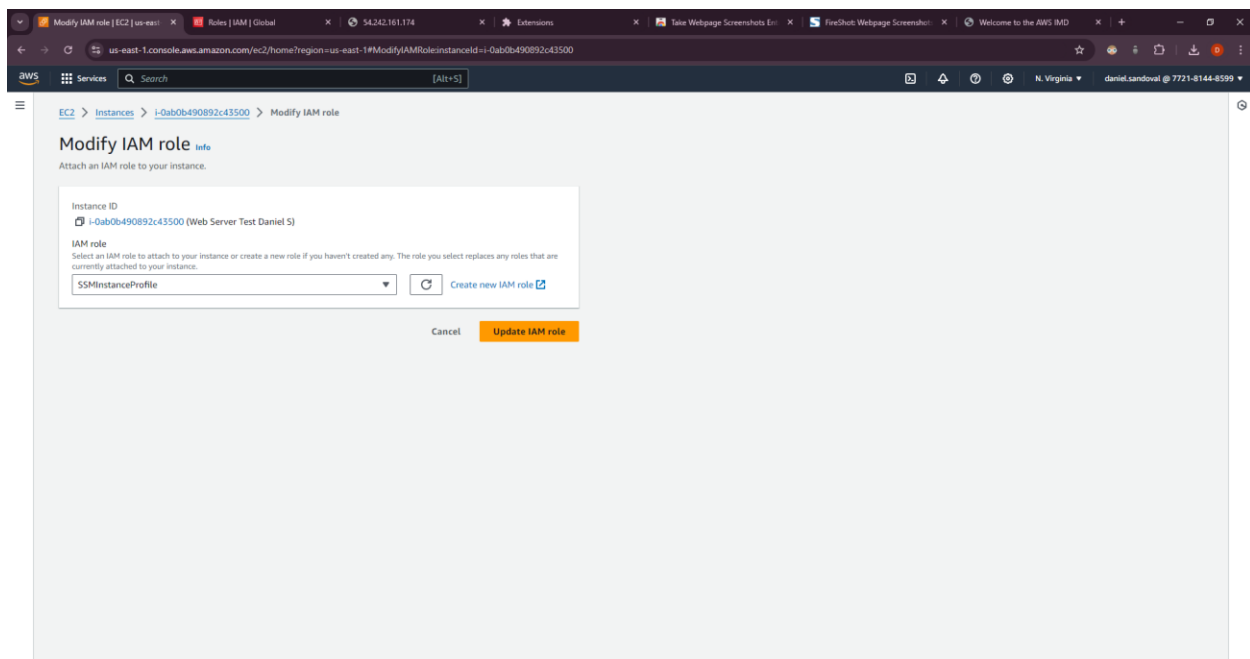 Modify IAM role | EC2 | us-east
Roles | IAM | Global
54.242.161.174
Extensions
Take Webpage Screenshots Ent
FireShot: Webpage Screenshot
Welcome to the AWS IMD
us-east-1.console.aws.amazon.com/ec2/home?region=us-east-1#ModifyIAMRole:instanceId=i-0ab0b490892c43500
aws
Services
Search
[Alt+S]
N. Virginia
daniel.sandoval @ 7721-8144-8599
EC2 > Instances > i-0ab0b490892c43500 > Modify IAM role
Modify IAM role Info
Attach an IAM role to your instance.
Instance ID
i-0ab0b490892c43500 (Web Server Test Daniel S)
IAM role
Select an IAM role to attach to your instance or create a new role if you haven't created any. The role you select replaces any roles that are
currently attached to your instance.
SSMInstanceProfile
Create new IAM role
Cancel
Update IAM role